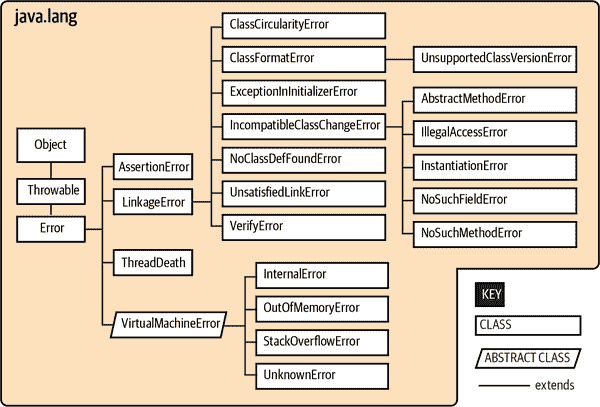 java.lang
ClassCircularityError
ClassFormatError
UnsupportedClassVersionError
ExceptionInInitializerError
AbstractMethodError
IncompatibleClassChangeError
Object
IllegalAccessError
AssertionError
NoClassDefFoundError
InstantiationError
Throwable
LinkageError
UnsatisfiedLinkError
NoSuchFieldError
Error
VerifyError
NoSuchMethodError
ThreadDeath
InternalError
KEY
OutOfMemoryError
VirtualMachineError
CLASS
StackOverflowError
ABSTRACT CLASS
UnknownError
extends